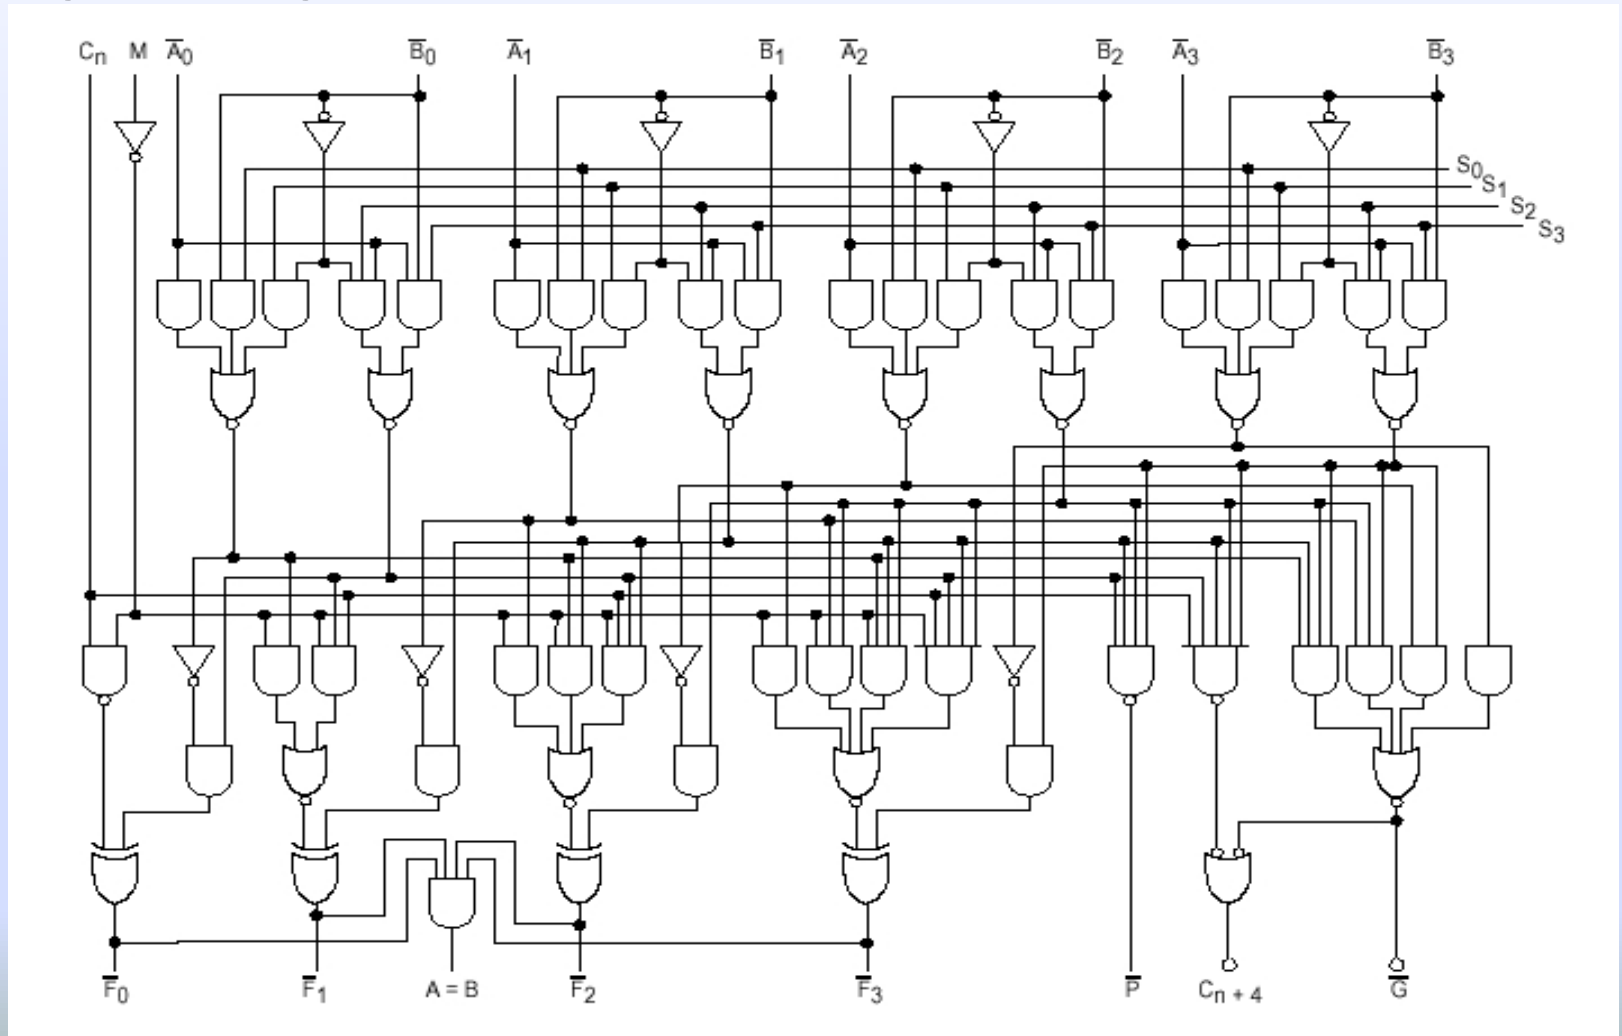 Cn M A̅0 B̅0 A̅1 B̅1 A̅2 B̅2 A̅3 B̅3
S0
S1
S2
S3
F̅0 F̅1 A = B F̅2 F̅3 P̅ Cn + 4 G̅